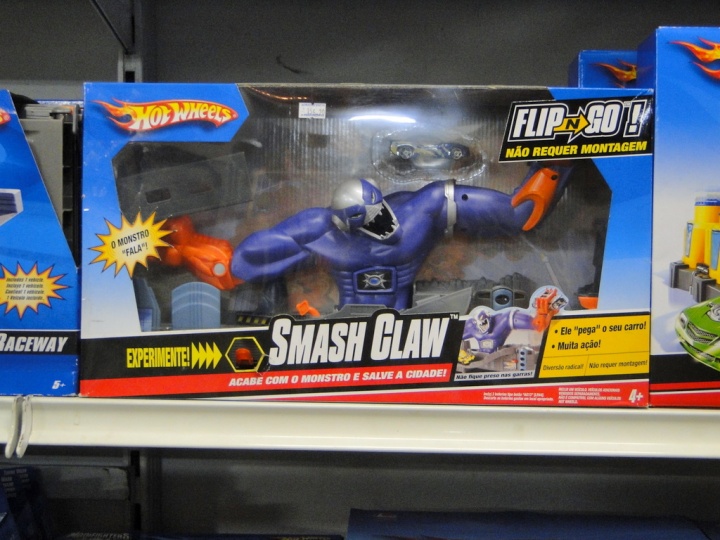 HOT WHEELS
FLIP N GO!
NÃO REQUER MONTAGEM
O MONSTRO
"FALA"!
EXPERIMENTE!
SMASH CLAW™
ACABE COM O MONSTRO E SALVE A CIDADE!
Não fique preso nas garras!
• Ele "pega" o seu carro!
• Muita ação!
Diversão radical!
Não requer montagem!
4+
RACEWAY
5+